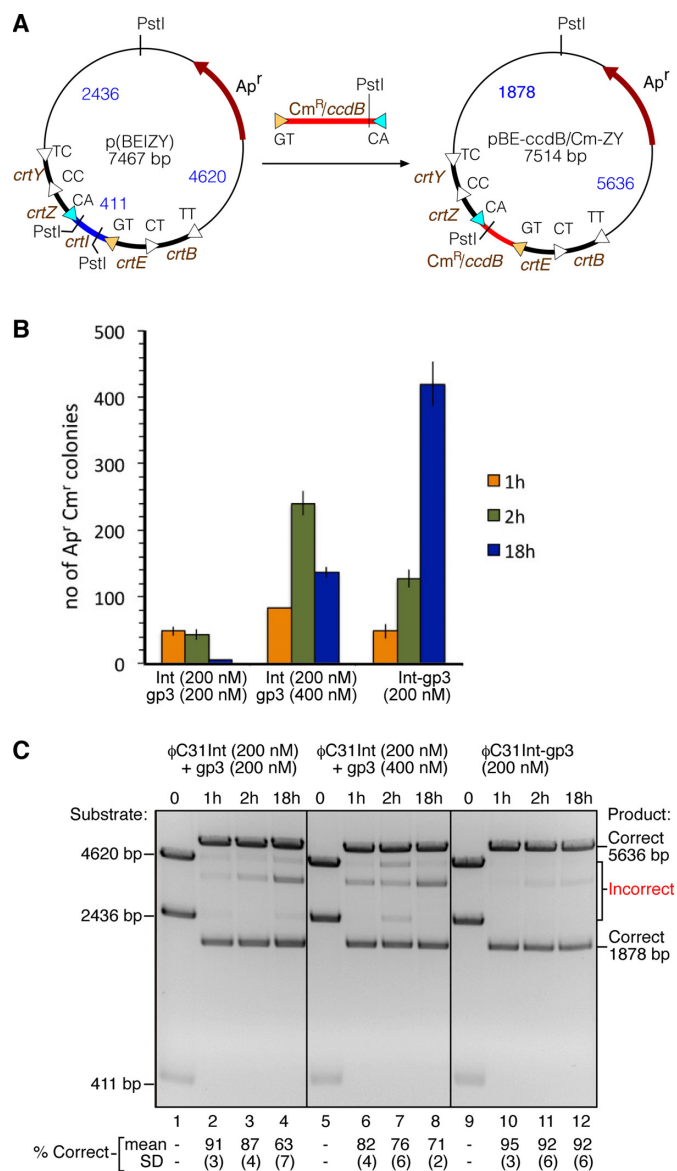 A
PstI
2436
Apʳ
p(BEIZY)
7467 bp
4620
TC
crtY
CC
CA
411
crtZ
GT
CT
TT
PstI
crtI
PstI
crtE
crtB
PstI
Cmᴿ/ccdB
GT
CA
PstI
1878
Apʳ
pBE-ccdB/Cm-ZY
7514 bp
5636
TC
crtY
CC
CA
crtZ
GT
CT
TT
PstI
Cmᴿ/ccdB
crtE
crtB
B
no of Apʳ Cmʳ colonies
500
400
300
200
100
0
1h
2h
18h
Int (200 nM)
gp3 (200 nM)
Int (200 nM)
gp3 (400 nM)
Int-gp3
(200 nM)
C
ϕC31Int (200 nM)
+ gp3 (200 nM)
ϕC31Int (200 nM)
+ gp3 (400 nM)
ϕC31Int-gp3
(200 nM)
Substrate: 0 1h 2h 18h 0 1h 2h 18h 0 1h 2h 18h Product:
4620 bp
2436 bp
411 bp
Correct
5636 bp
Incorrect
Correct
1878 bp
1 2 3 4 5 6 7 8 9 10 11 12
% Correct
mean - 91 87 63 - 82 76 71 - 95 92 92
SD - (3) (4) (7) - (4) (6) (2) - (3) (6) (6)